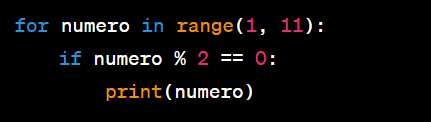 for numero in range(1, 11):
    if numero % 2 == 0:
        print(numero)